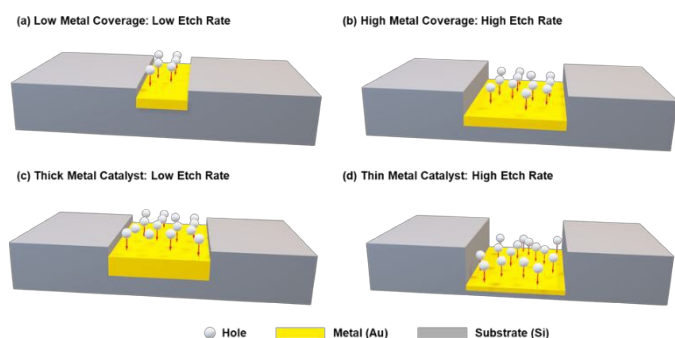 (a) Low Metal Coverage: Low Etch Rate
(b) High Metal Coverage: High Etch Rate
(c) Thick Metal Catalyst: Low Etch Rate
(d) Thin Metal Catalyst: High Etch Rate
Hole Metal (Au) Substrate (Si)